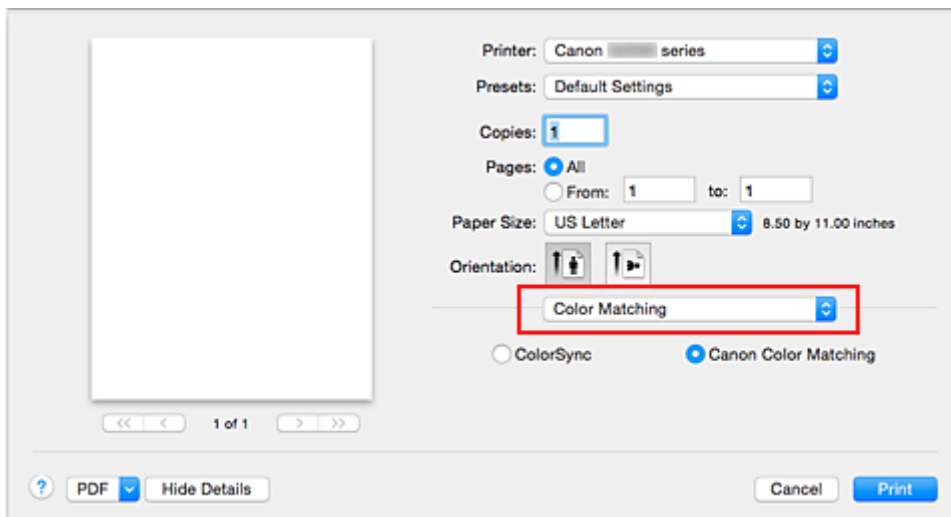 Printer: Canon series
Presets: Default Settings
Copies: 1
Pages: All
From: 1 to: 1
Paper Size: US Letter 8.50 by 11.00 inches
Orientation:
Color Matching
ColorSync Canon Color Matching
<< < 1 of 1 > >>
? PDF Hide Details Cancel Print